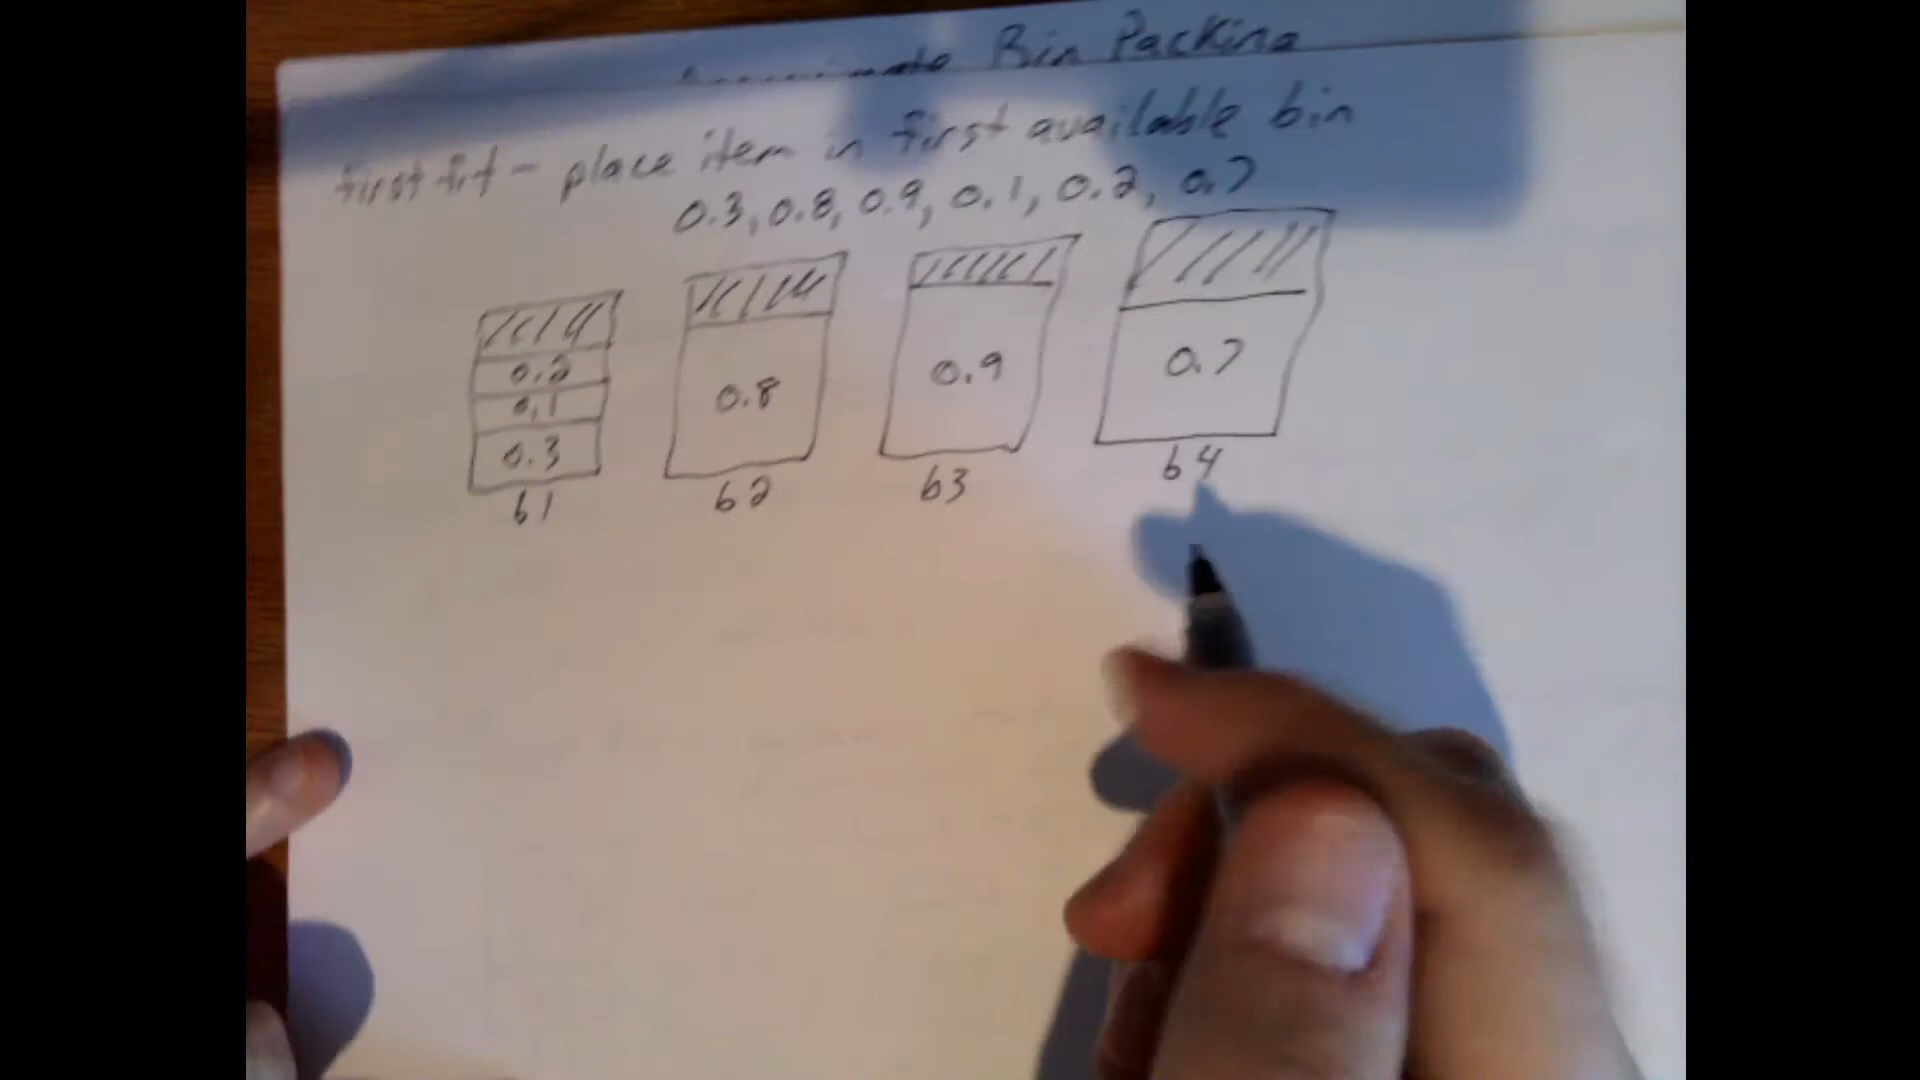 Approximate Bin Packing
first fit - place item in first available bin
0.3, 0.8, 0.9, 0.1, 0.2, 0.7
0.2
0.1
0.3
b1
0.8
b2
0.9
b3
0.7
b4